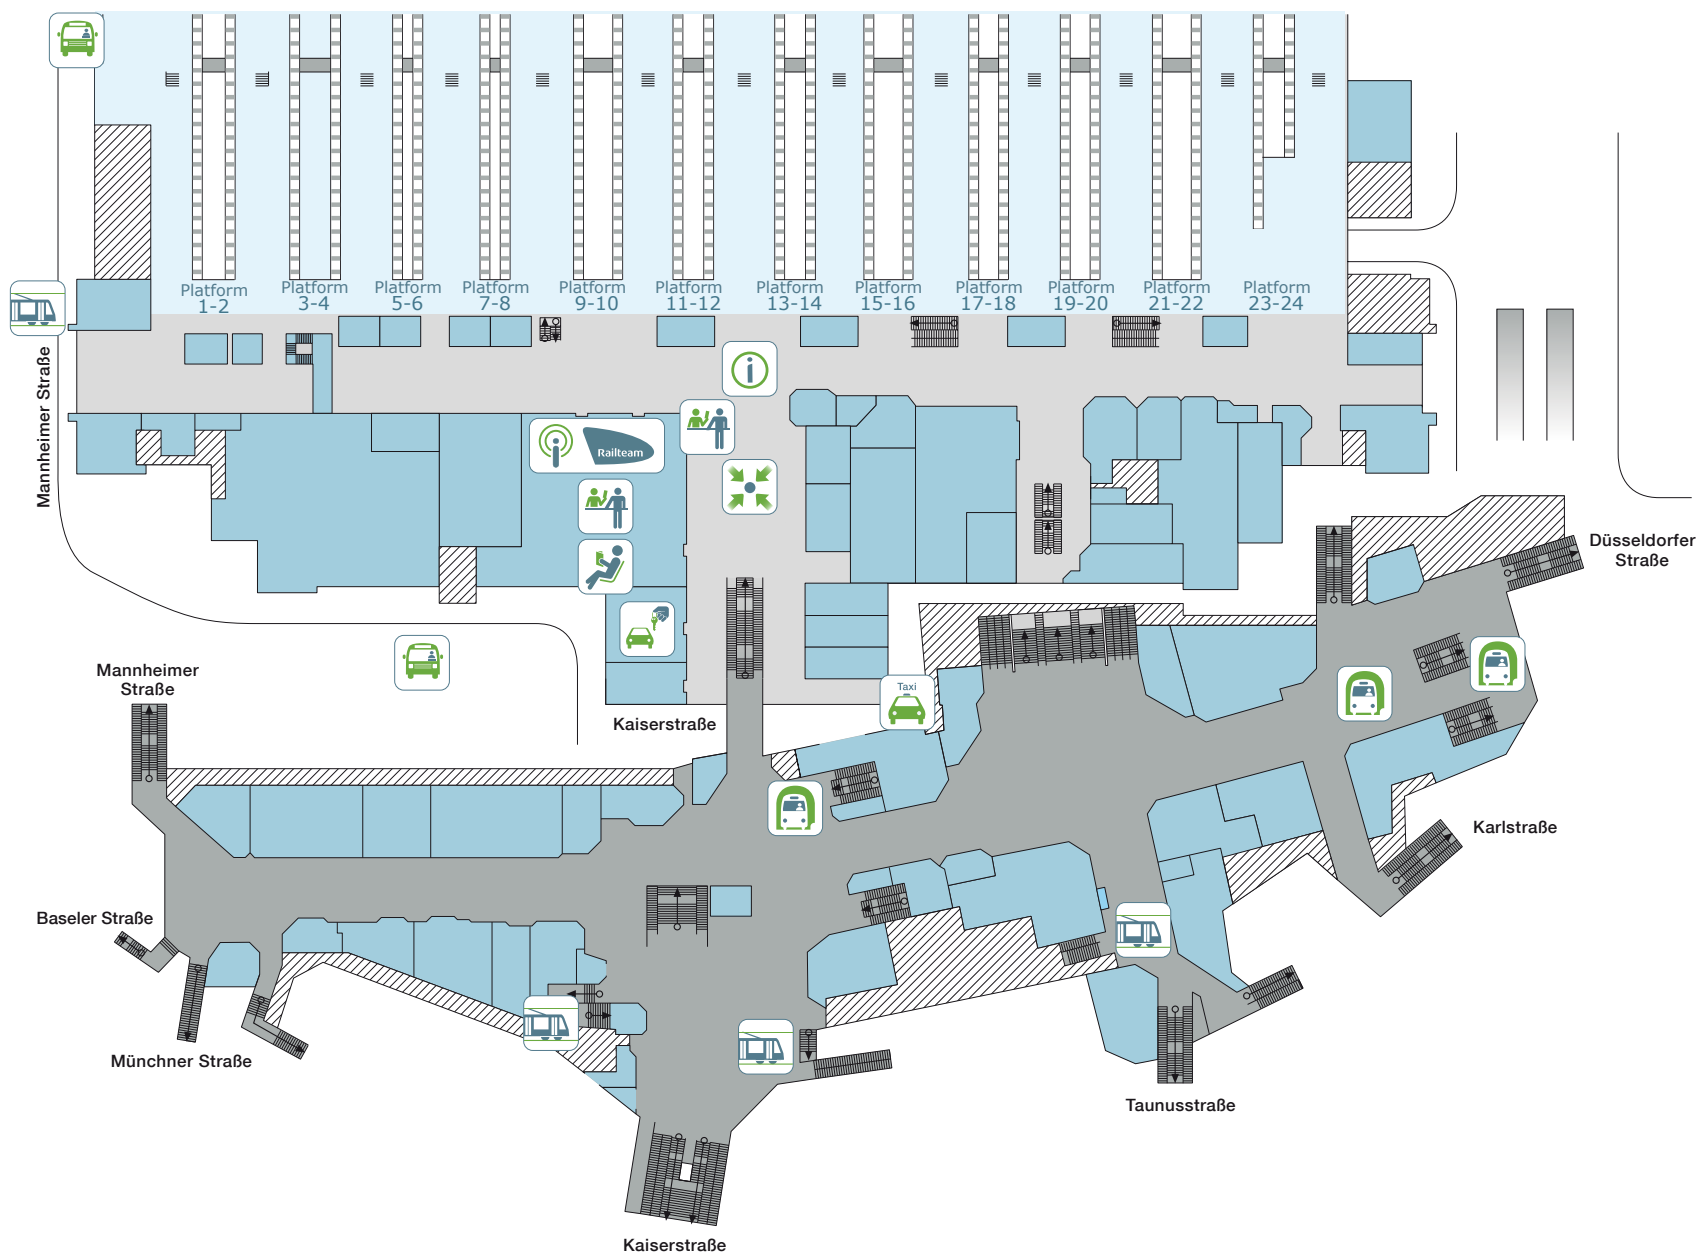 Platform
1-2
Platform
3-4
Platform
5-6
Platform
7-8
Platform
9-10
Platform
11-12
Platform
13-14
Platform
15-16
Platform
17-18
Platform
19-20
Platform
21-22
Platform
23-24
Mannheimer Straße
i
i
Railteam
Düsseldorfer
Straße
Mannheimer
Straße
Taxi
Kaiserstraße
Karlstraße
Baseler Straße
Münchner Straße
Taunusstraße
Kaiserstraße